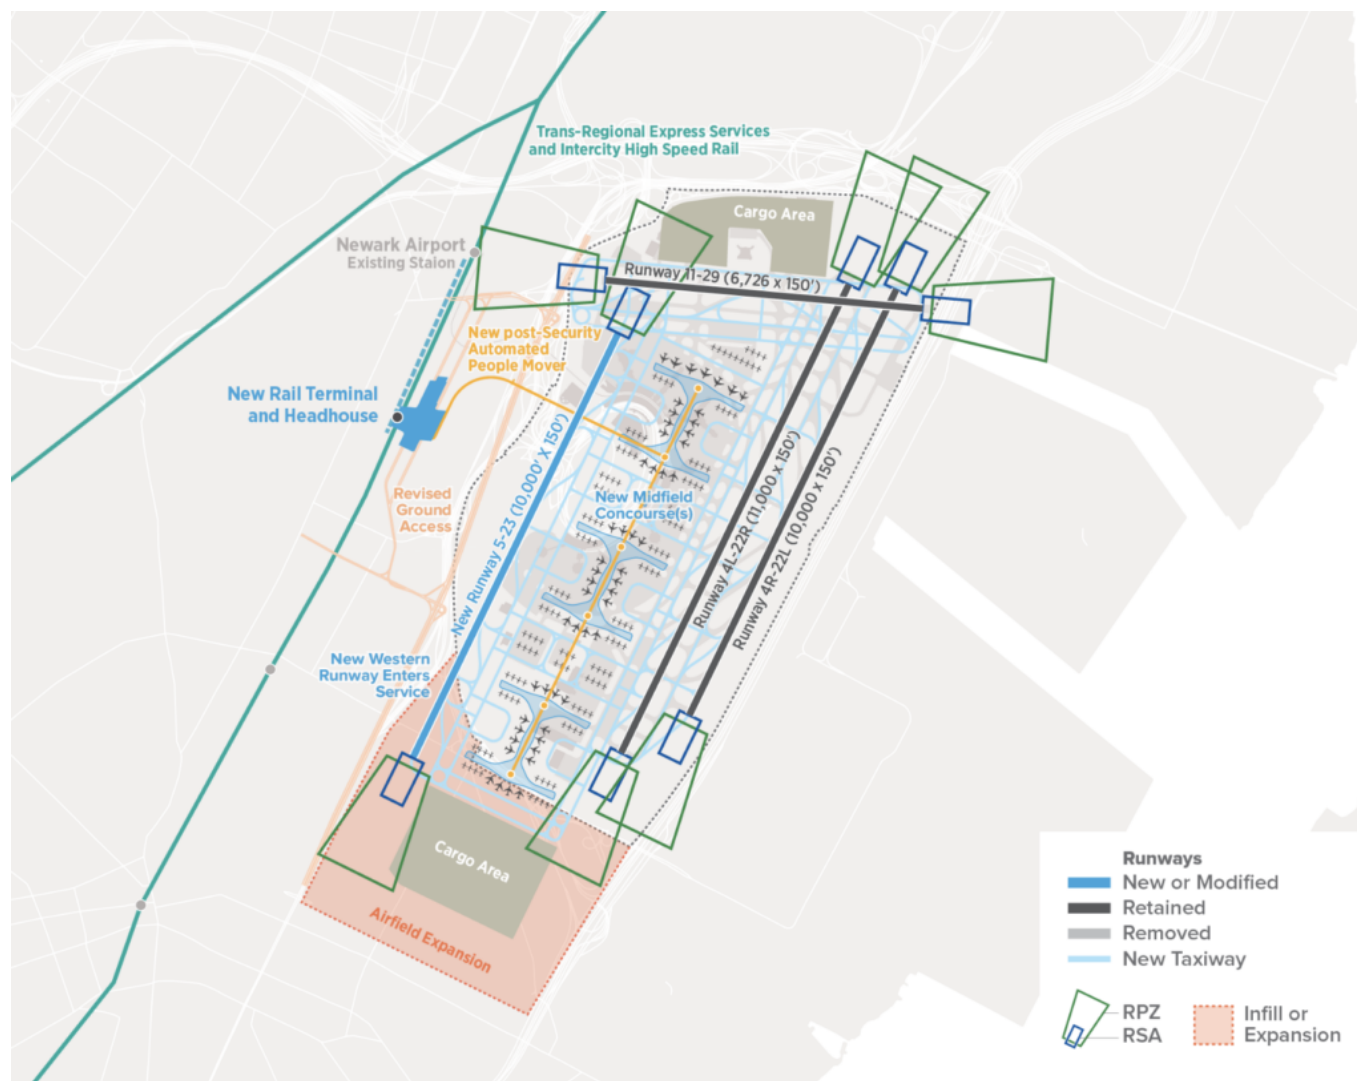 Trans-Regional Express Services
and Intercity High Speed Rail
Cargo Area
Newark Airport
Existing Staion
Runway 11-29 (6,726 x 150')
New post-Security
Automated
People Mover
New Rail Terminal
and Headhouse
New Runway 5-23 (10,000' X 150')
Revised
Ground
Access
New Midfield
Concourse(s)
Runway 4L-22R (11,000 x 150')
Runway 4R-22L (10,000 x 150')
New Western
Runway Enters
Service
Cargo Area
Airfield Expansion
Runways
New or Modified
Retained
Removed
New Taxiway
RPZ
RSA
Infill or
Expansion